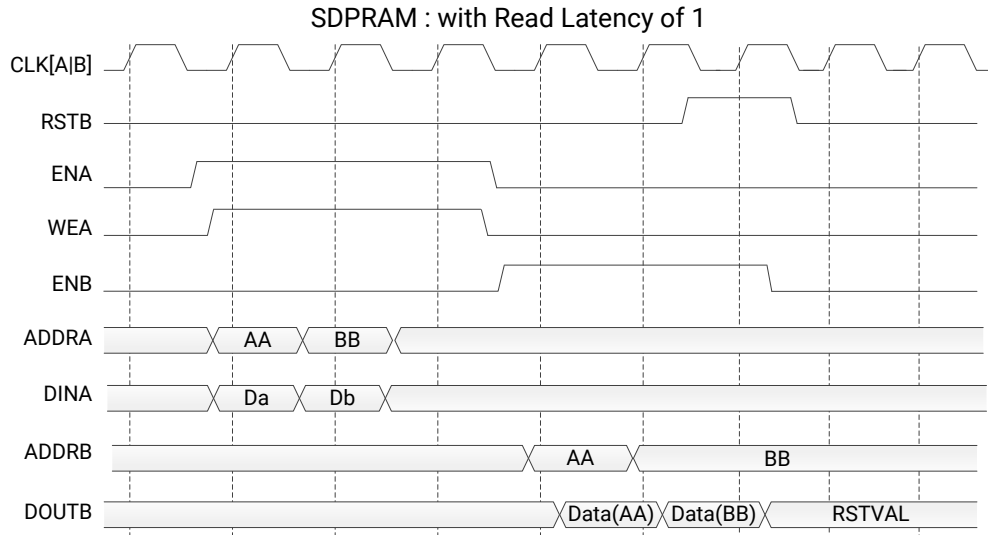 SDPRAM : with Read Latency of 1
CLK[A|B]
RSTB
ENA
WEA
ENB
ADDRA AA BB
DINA Da Db
ADDRB AA BB
DOUTB Data(AA) Data(BB) RSTVAL